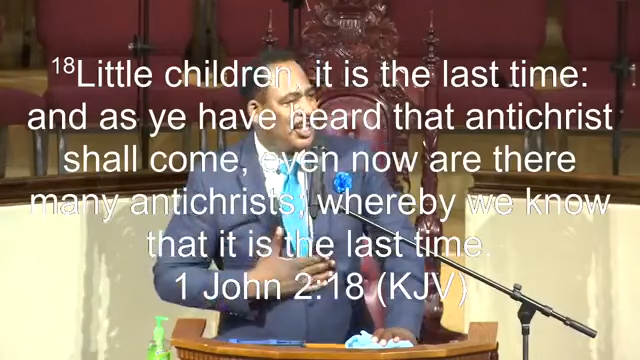 18Little children, it is the last time:
and as ye have heard that antichrist
shall come, even now are there
many antichrists; whereby we know
that it is the last time.
1 John 2:18 (KJV)